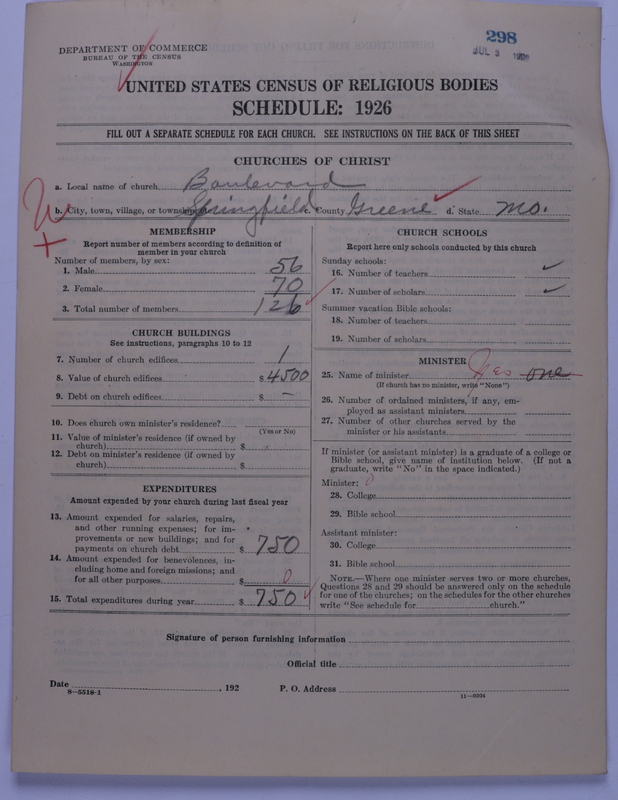 298
JUL 3 1928
DEPARTMENT OF COMMERCE
BUREAU OF THE CENSUS
WASHINGTON
UNITED STATES CENSUS OF RELIGIOUS BODIES
SCHEDULE: 1926
FILL OUT A SEPARATE SCHEDULE FOR EACH CHURCH. SEE INSTRUCTIONS ON THE BACK OF THIS SHEET
CHURCHES OF CHRIST
a. Local name of church Boulevard
b. City, town, village, or township Springfield c. County Greene d. State Mo.
MEMBERSHIP
Report number of members according to definition of
member in your church
Number of members, by sex:
1. Male 56
2. Female 70
3. Total number of members 126
CHURCH BUILDINGS
See instructions, paragraphs 10 to 12
7. Number of church edifices 1
8. Value of church edifices $ 4500
9. Debt on church edifices $ —
10. Does church own minister's residence?
(Yes or No)
11. Value of minister's residence (if owned by
church) $
12. Debt on minister's residence (if owned by
church) $
EXPENDITURES
Amount expended by your church during last fiscal year
13. Amount expended for salaries, repairs,
and other running expenses; for im-
provements or new buildings; and for
payments on church debt $ 750
14. Amount expended for benevolences, in-
cluding home and foreign missions; and
for all other purposes $ 0
15. Total expenditures during year $ 750
CHURCH SCHOOLS
Report here only schools conducted by this church
Sunday schools:
16. Number of teachers
17. Number of scholars
Summer vacation Bible schools:
18. Number of teachers
19. Number of scholars
MINISTER
25. Name of minister Yes one
(If church has no minister, write "None")
26. Number of ordained ministers, if any, em-
ployed as assistant ministers
27. Number of other churches served by the
minister or his assistants
If minister (or assistant minister) is a graduate of a college or
Bible school, give name of institution below. (If not a
graduate, write "No" in the space indicated.)
Minister: 0
28. College
29. Bible school
Assistant minister:
30. College
31. Bible school
NOTE.—Where one minister serves two or more churches,
Questions 28 and 29 should be answered only on the schedule
for one of the churches; on the schedules for the other churches
write "See schedule for church."
Signature of person furnishing information
Official title
Date , 192 P. O. Address
8—5518-1 11—9304